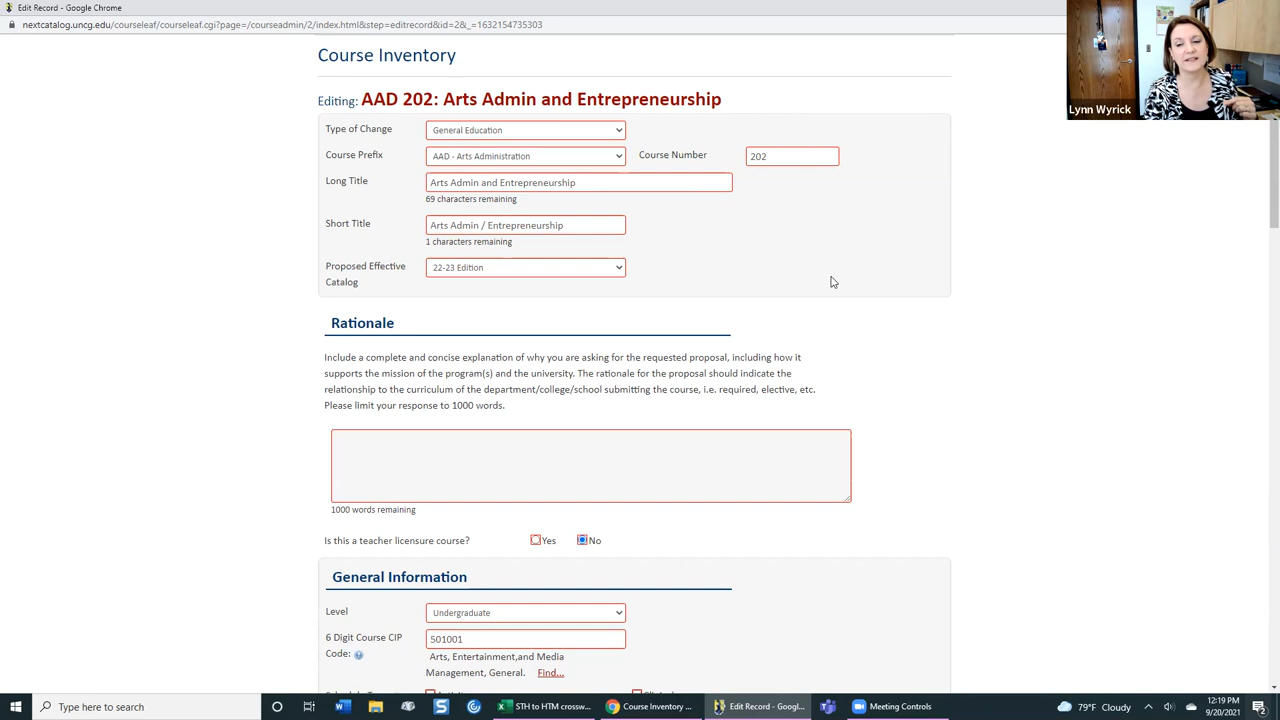 Edit Record - Google Chrome
nextcatalog.uncg.edu/courseleaf/courseleaf.cgi?page=/courseadmin/2/index.html&step=editrecord&id=2&_=1632154735303
Lynn Wyrick
Course Inventory
Editing: AAD 202: Arts Admin and Entrepreneurship
Type of Change General Education
Course Prefix AAD - Arts Administration Course Number 202
Long Title Arts Admin and Entrepreneurship
69 characters remaining
Short Title Arts Admin / Entrepreneurship
1 characters remaining
Proposed Effective Catalog 22-23 Edition
Rationale
Include a complete and concise explanation of why you are asking for the requested proposal, including how it
supports the mission of the program(s) and the university. The rationale for the proposal should indicate the
relationship to the curriculum of the department/college/school submitting the course, i.e. required, elective, etc.
Please limit your response to 1000 words.
1000 words remaining
Is this a teacher licensure course? Yes No
General Information
Level Undergraduate
6 Digit Course CIP Code: 501001
Arts, Entertainment,and Media
Management, General. Find...
Type here to search
STH to HTM crossw...
Course Inventory ...
Edit Record - Googl...
Meeting Controls
79°F Cloudy
12:19 PM
9/20/2021
2